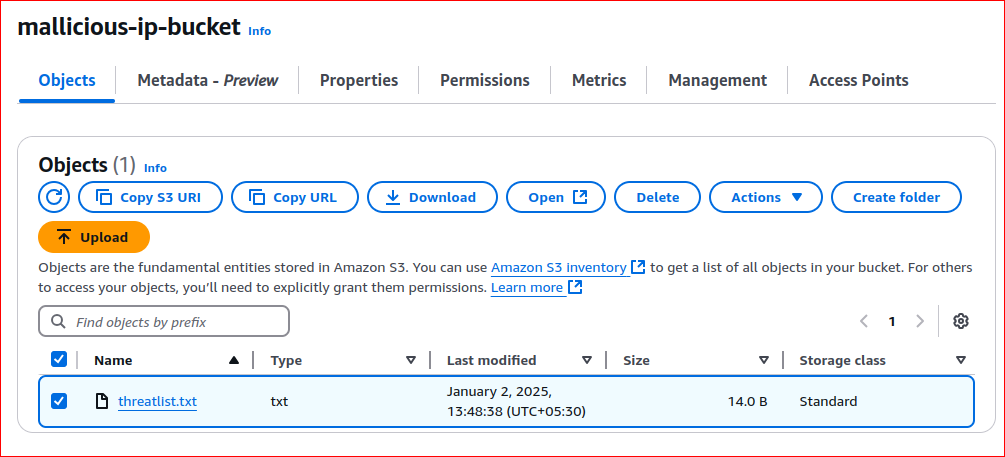 mallicious-ip-bucket Info
Objects Metadata - Preview Properties Permissions Metrics Management Access Points
Objects (1) Info
Copy S3 URI Copy URL Download Open Delete Actions Create folder
Upload
Objects are the fundamental entities stored in Amazon S3. You can use Amazon S3 inventory to get a list of all objects in your bucket. For others
to access your objects, you'll need to explicitly grant them permissions. Learn more
Find objects by prefix 1
Name Type Last modified Size Storage class
threatlist.txt txt January 2, 2025, 14.0 B Standard
13:48:38 (UTC+05:30)